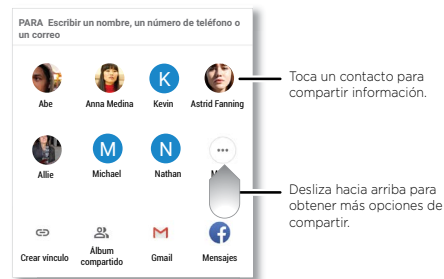 PARA Escribir un nombre, un número de teléfono o
un correo
K
Abe
Anna Medina
Kevin
Astrid Fanning
Toca un contacto para
compartir información.
M
N
Allie
Michael
Nathan
Desliza hacia arriba para
obtener más opciones de
compartir.
Crear vínculo
Álbum
compartido
Gmail
Mensajes